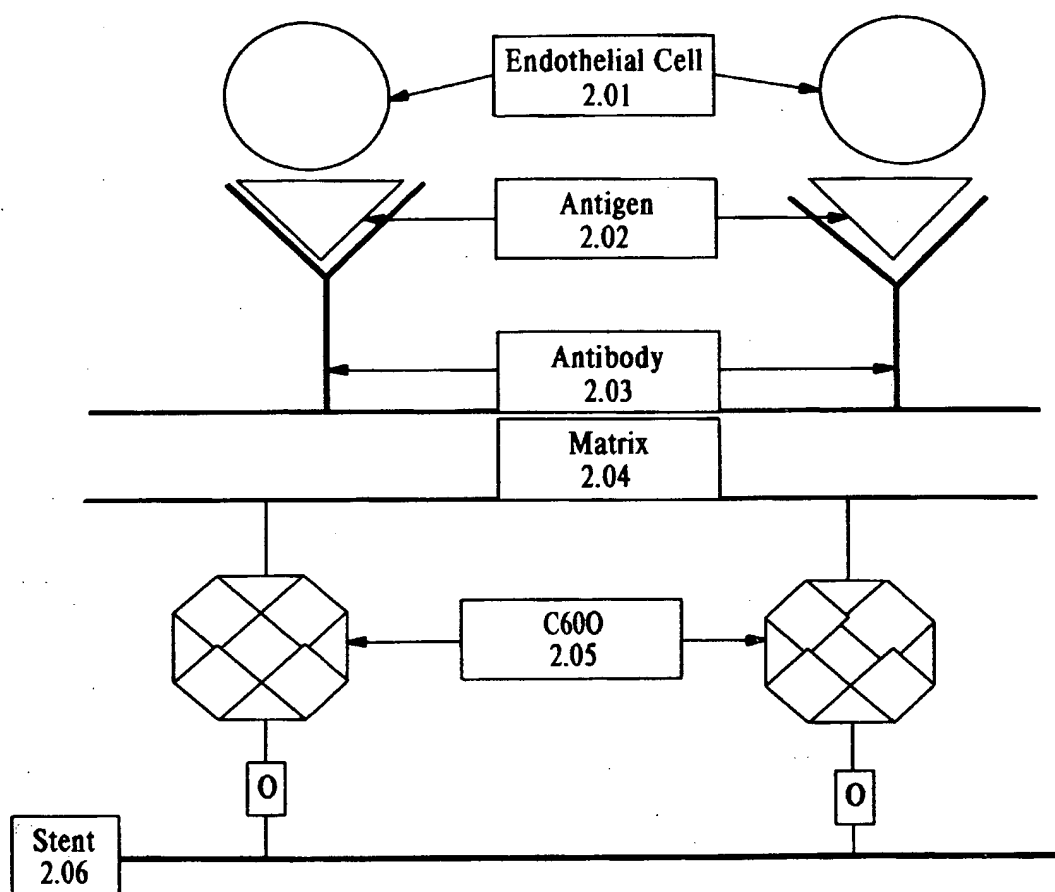 Endothelial Cell
2.01
Antigen
2.02
Antibody
2.03
Matrix
2.04
C60O
2.05
O
O
Stent
2.06